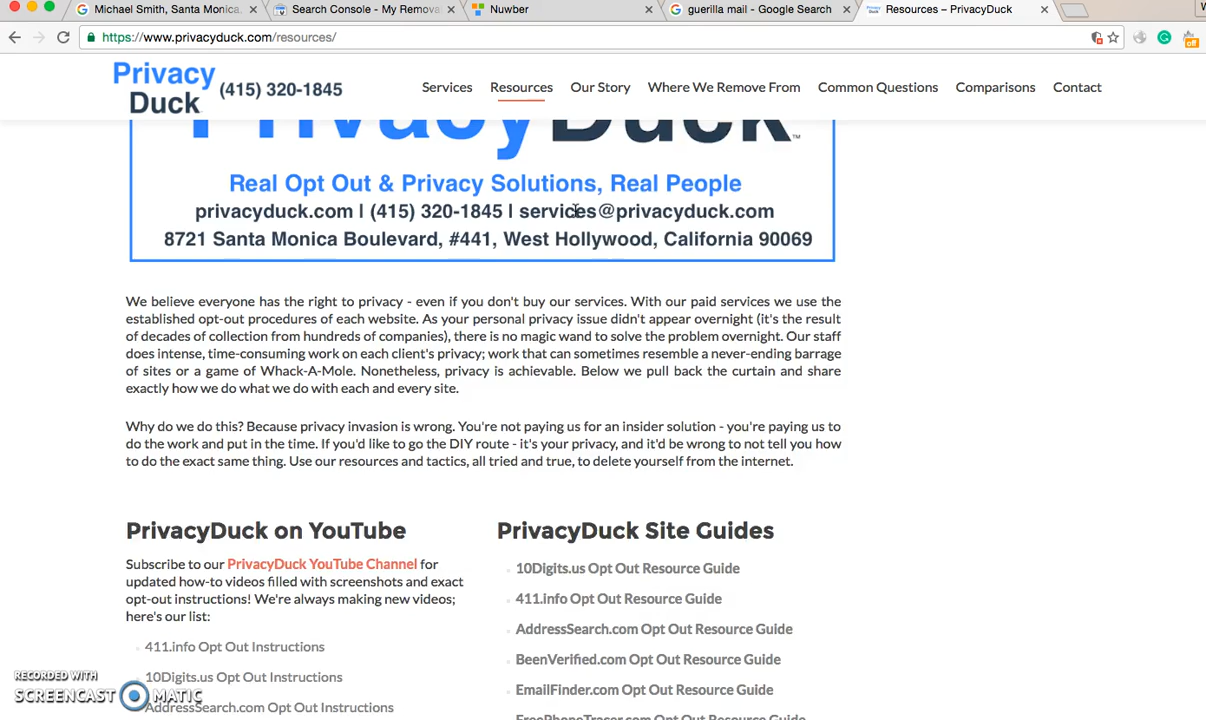 Michael Smith, Santa Monica
Search Console - My Remova
Nuwber
guerilla mail - Google Search
Resources – PrivacyDuck
https://www.privacyduck.com/resources/
off
Privacy
Duck
(415) 320-1845
Services
Resources
Our Story
Where We Remove From
Common Questions
Comparisons
Contact
PrivacyDuck™
Real Opt Out & Privacy Solutions, Real People
privacyduck.com | (415) 320-1845 | services@privacyduck.com
8721 Santa Monica Boulevard, #441, West Hollywood, California 90069
We believe everyone has the right to privacy - even if you don't buy our services. With our paid services we use the
established opt-out procedures of each website. As your personal privacy issue didn't appear overnight (it's the result
of decades of collection from hundreds of companies), there is no magic wand to solve the problem overnight. Our staff
does intense, time-consuming work on each client's privacy; work that can sometimes resemble a never-ending barrage
of sites or a game of Whack-A-Mole. Nonetheless, privacy is achievable. Below we pull back the curtain and share
exactly how we do what we do with each and every site.
Why do we do this? Because privacy invasion is wrong. You're not paying us for an insider solution - you're paying us to
do the work and put in the time. If you'd like to go the DIY route - it's your privacy, and it'd be wrong to not tell you how
to do the exact same thing. Use our resources and tactics, all tried and true, to delete yourself from the internet.
PrivacyDuck on YouTube
Subscribe to our PrivacyDuck YouTube Channel for
updated how-to videos filled with screenshots and exact
opt-out instructions! We're always making new videos;
here's our list:
411.info Opt Out Instructions
10Digits.us Opt Out Instructions
AddressSearch.com Opt Out Instructions
PrivacyDuck Site Guides
10Digits.us Opt Out Resource Guide
411.info Opt Out Resource Guide
AddressSearch.com Opt Out Resource Guide
BeenVerified.com Opt Out Resource Guide
EmailFinder.com Opt Out Resource Guide
FreePhoneTracer.com Opt Out Resource Guide
RECORDED WITH
SCREENCAST MATIC